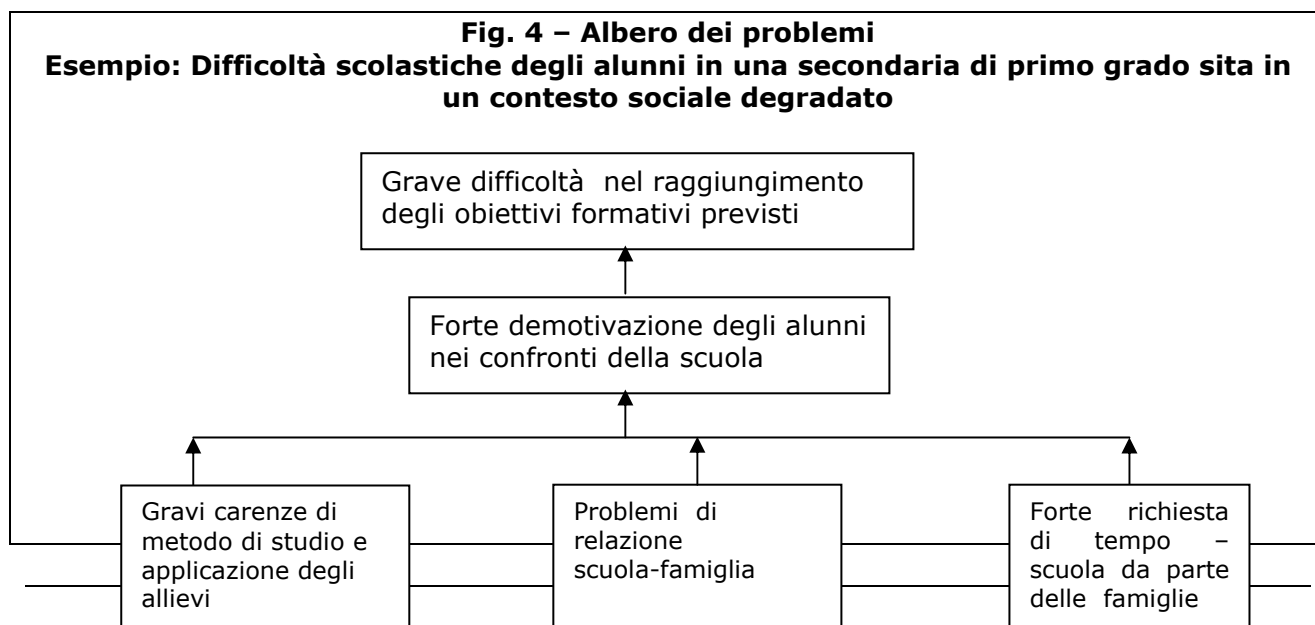 Fig. 4 – Albero dei problemi
Esempio: Difficoltà scolastiche degli alunni in una secondaria di primo grado sita in
un contesto sociale degradato
Grave difficoltà nel raggiungimento
degli obiettivi formativi previsti
Forte demotivazione degli alunni
nei confronti della scuola
Gravi carenze di
metodo di studio e
applicazione degli
allievi
Problemi di
relazione
scuola-famiglia
Forte richiesta
di tempo –
scuola da parte
delle famiglie